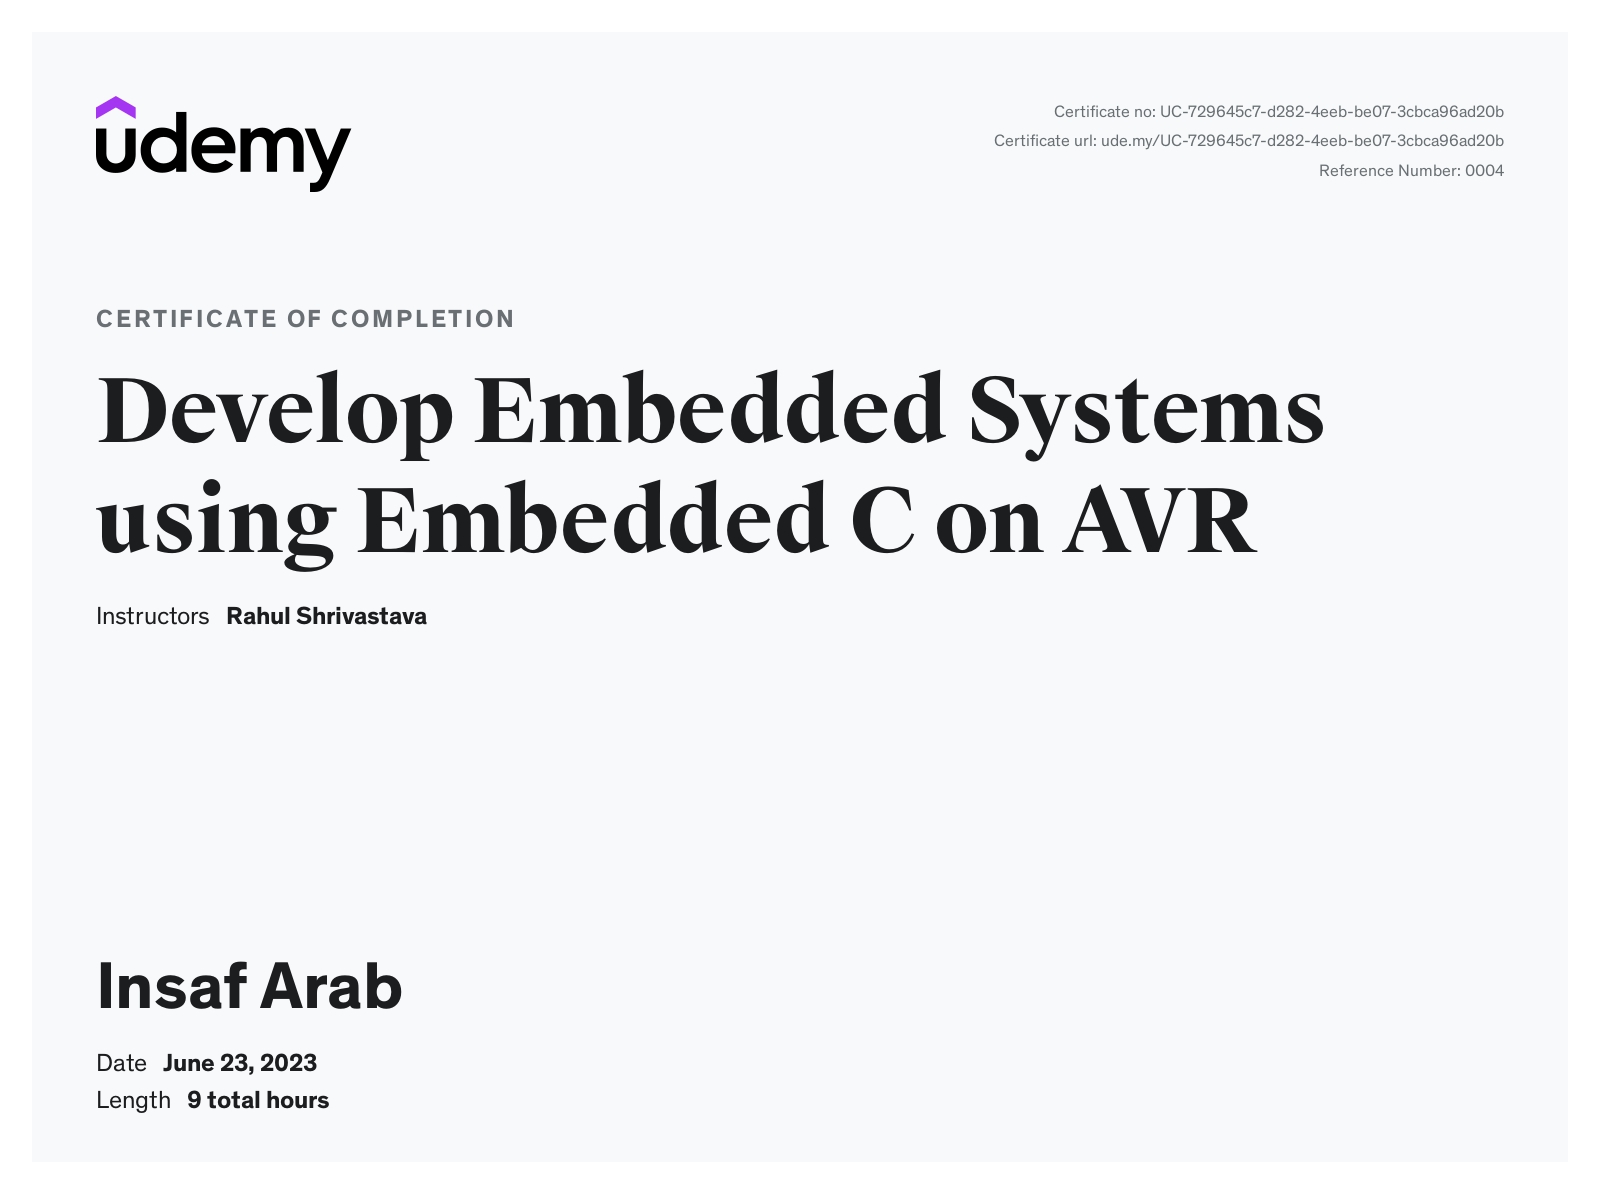 udemy
Certificate no: UC-729645c7-d282-4eeb-be07-3cbca96ad20b
Certificate url: ude.my/UC-729645c7-d282-4eeb-be07-3cbca96ad20b
Reference Number: 0004
CERTIFICATE OF COMPLETION
Develop Embedded Systems
using Embedded C on AVR
Instructors Rahul Shrivastava
Insaf Arab
Date June 23, 2023
Length 9 total hours